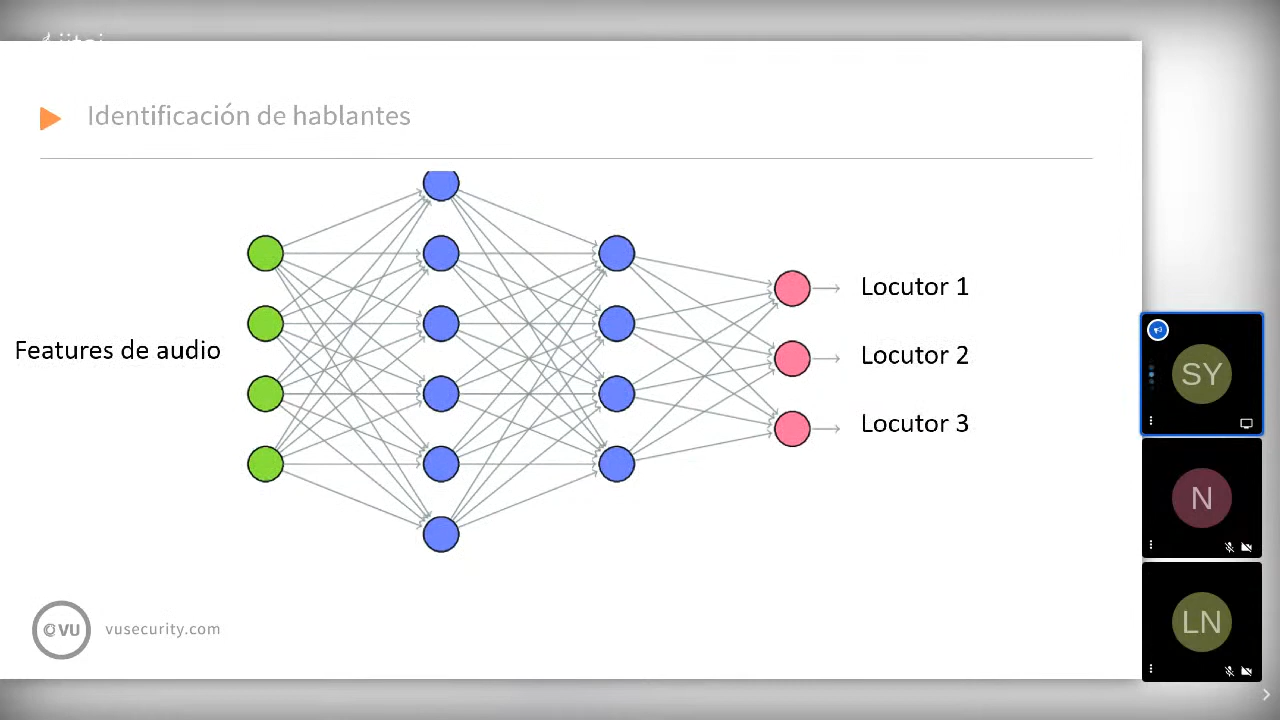 Identificación de hablantes
Features de audio
Locutor 1
Locutor 2
Locutor 3
VU
vusecurity.com
SY
N
LN